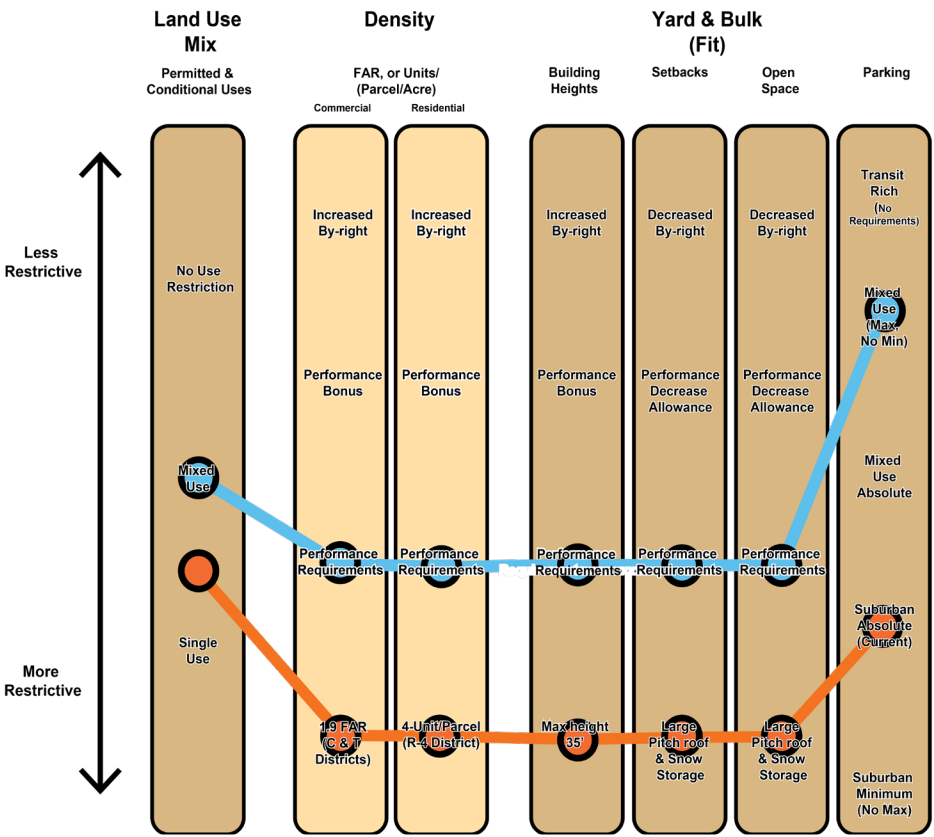 Land Use
Mix
Density
Yard & Bulk
(Fit)
Permitted &
Conditional Uses
FAR, or Units/
(Parcel/Acre)
Commercial
Residential
Building
Heights
Setbacks
Open
Space
Parking
Less
Restrictive
More
Restrictive
No Use
Restriction
Mixed
Use
Single
Use
Increased
By-right
Performance
Bonus
Performance
Requirements
1.9 FAR
(C & T
Districts)
Increased
By-right
Performance
Bonus
Performance
Requirements
4-Unit/Parcel
(R-4 District)
Increased
By-right
Performance
Bonus
Performance
Requirements
Max height
35'
Decreased
By-right
Performance
Decrease
Allowance
Performance
Requirements
Large
Pitch roof
& Snow
Storage
Decreased
By-right
Performance
Decrease
Allowance
Performance
Requirements
Large
Pitch roof
& Snow
Storage
Transit
Rich
(No
Requirements)
Mixed
Use
(Max,
No Min)
Mixed
Use
Absolute
Suburban
Absolute
(Current)
Suburban
Minimum
(No Max)